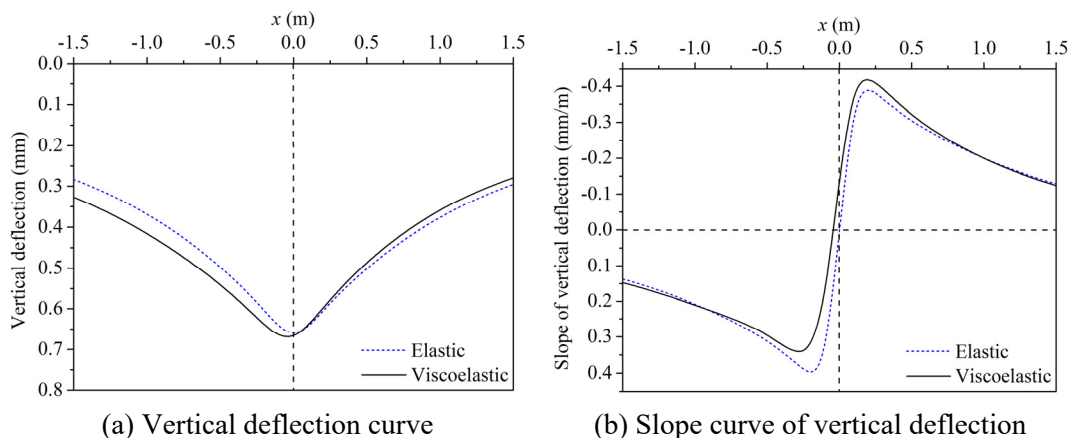 x (m)
-1.5 -1.0 -0.5 0.0 0.5 1.0 1.5
0.0
0.1
0.2
0.3
0.4
0.5
0.6
0.7
0.8
Vertical deflection (mm)
Elastic
Viscoelastic
(a) Vertical deflection curve
x (m)
-1.5 -1.0 -0.5 0.0 0.5 1.0 1.5
-0.4
-0.3
-0.2
-0.1
0.0
0.1
0.2
0.3
0.4
Slope of vertical deflection (mm/m)
Elastic
Viscoelastic
(b) Slope curve of vertical deflection